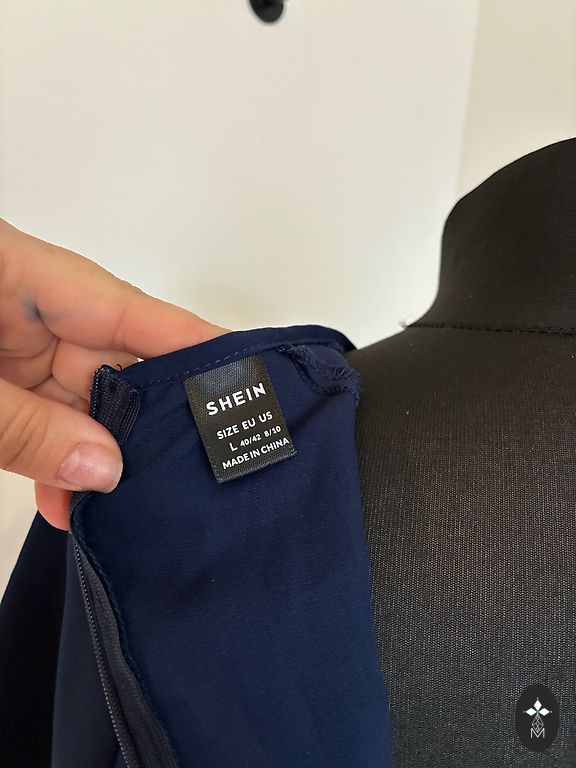 SHEIN
SIZE EU US
L 40/42 8/10
MADE IN CHINA
M